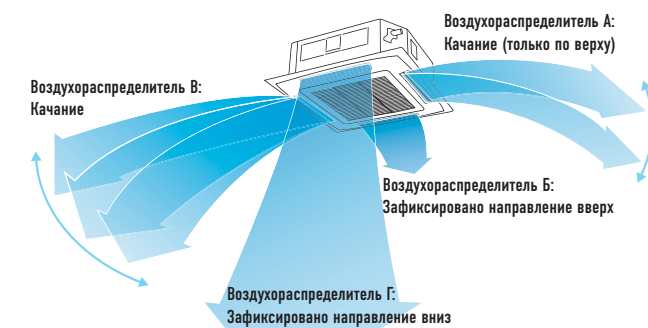 Воздухораспределитель А:
Качание (только по верху)
Воздухораспределитель В:
Качание
Воздухораспределитель Б:
Зафиксировано направление вверх
Воздухораспределитель Г:
Зафиксировано направление вниз